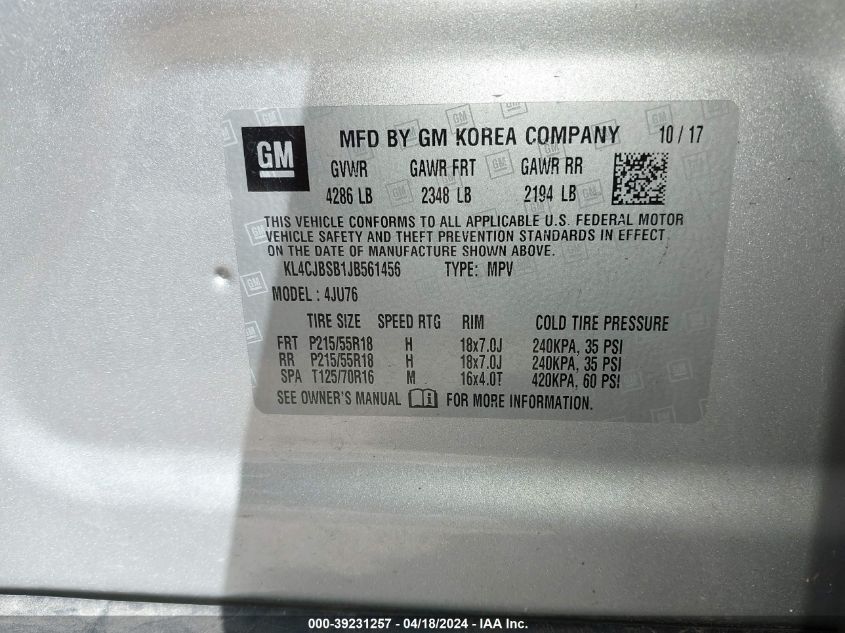 GM MFD BY GM KOREA COMPANY 10 / 17
GVWR GAWR FRT GAWR RR
4286 LB 2348 LB 2194 LB
THIS VEHICLE CONFORMS TO ALL APPLICABLE U.S. FEDERAL MOTOR
VEHICLE SAFETY AND THEFT PREVENTION STANDARDS IN EFFECT
ON THE DATE OF MANUFACTURE SHOWN ABOVE.
KL4CJBSB1JB561456 TYPE: MPV
MODEL : 4JU76
TIRE SIZE SPEED RTG RIM COLD TIRE PRESSURE
FRT P215/55R18 H 18x7.0J 240KPA, 35 PSI
RR P215/55R18 H 18x7.0J 240KPA, 35 PSI
SPA T125/70R16 M 16x4.0T 420KPA, 60 PSI
SEE OWNER'S MANUAL FOR MORE INFORMATION.
000-39231257 - 04/18/2024 - IAA Inc.